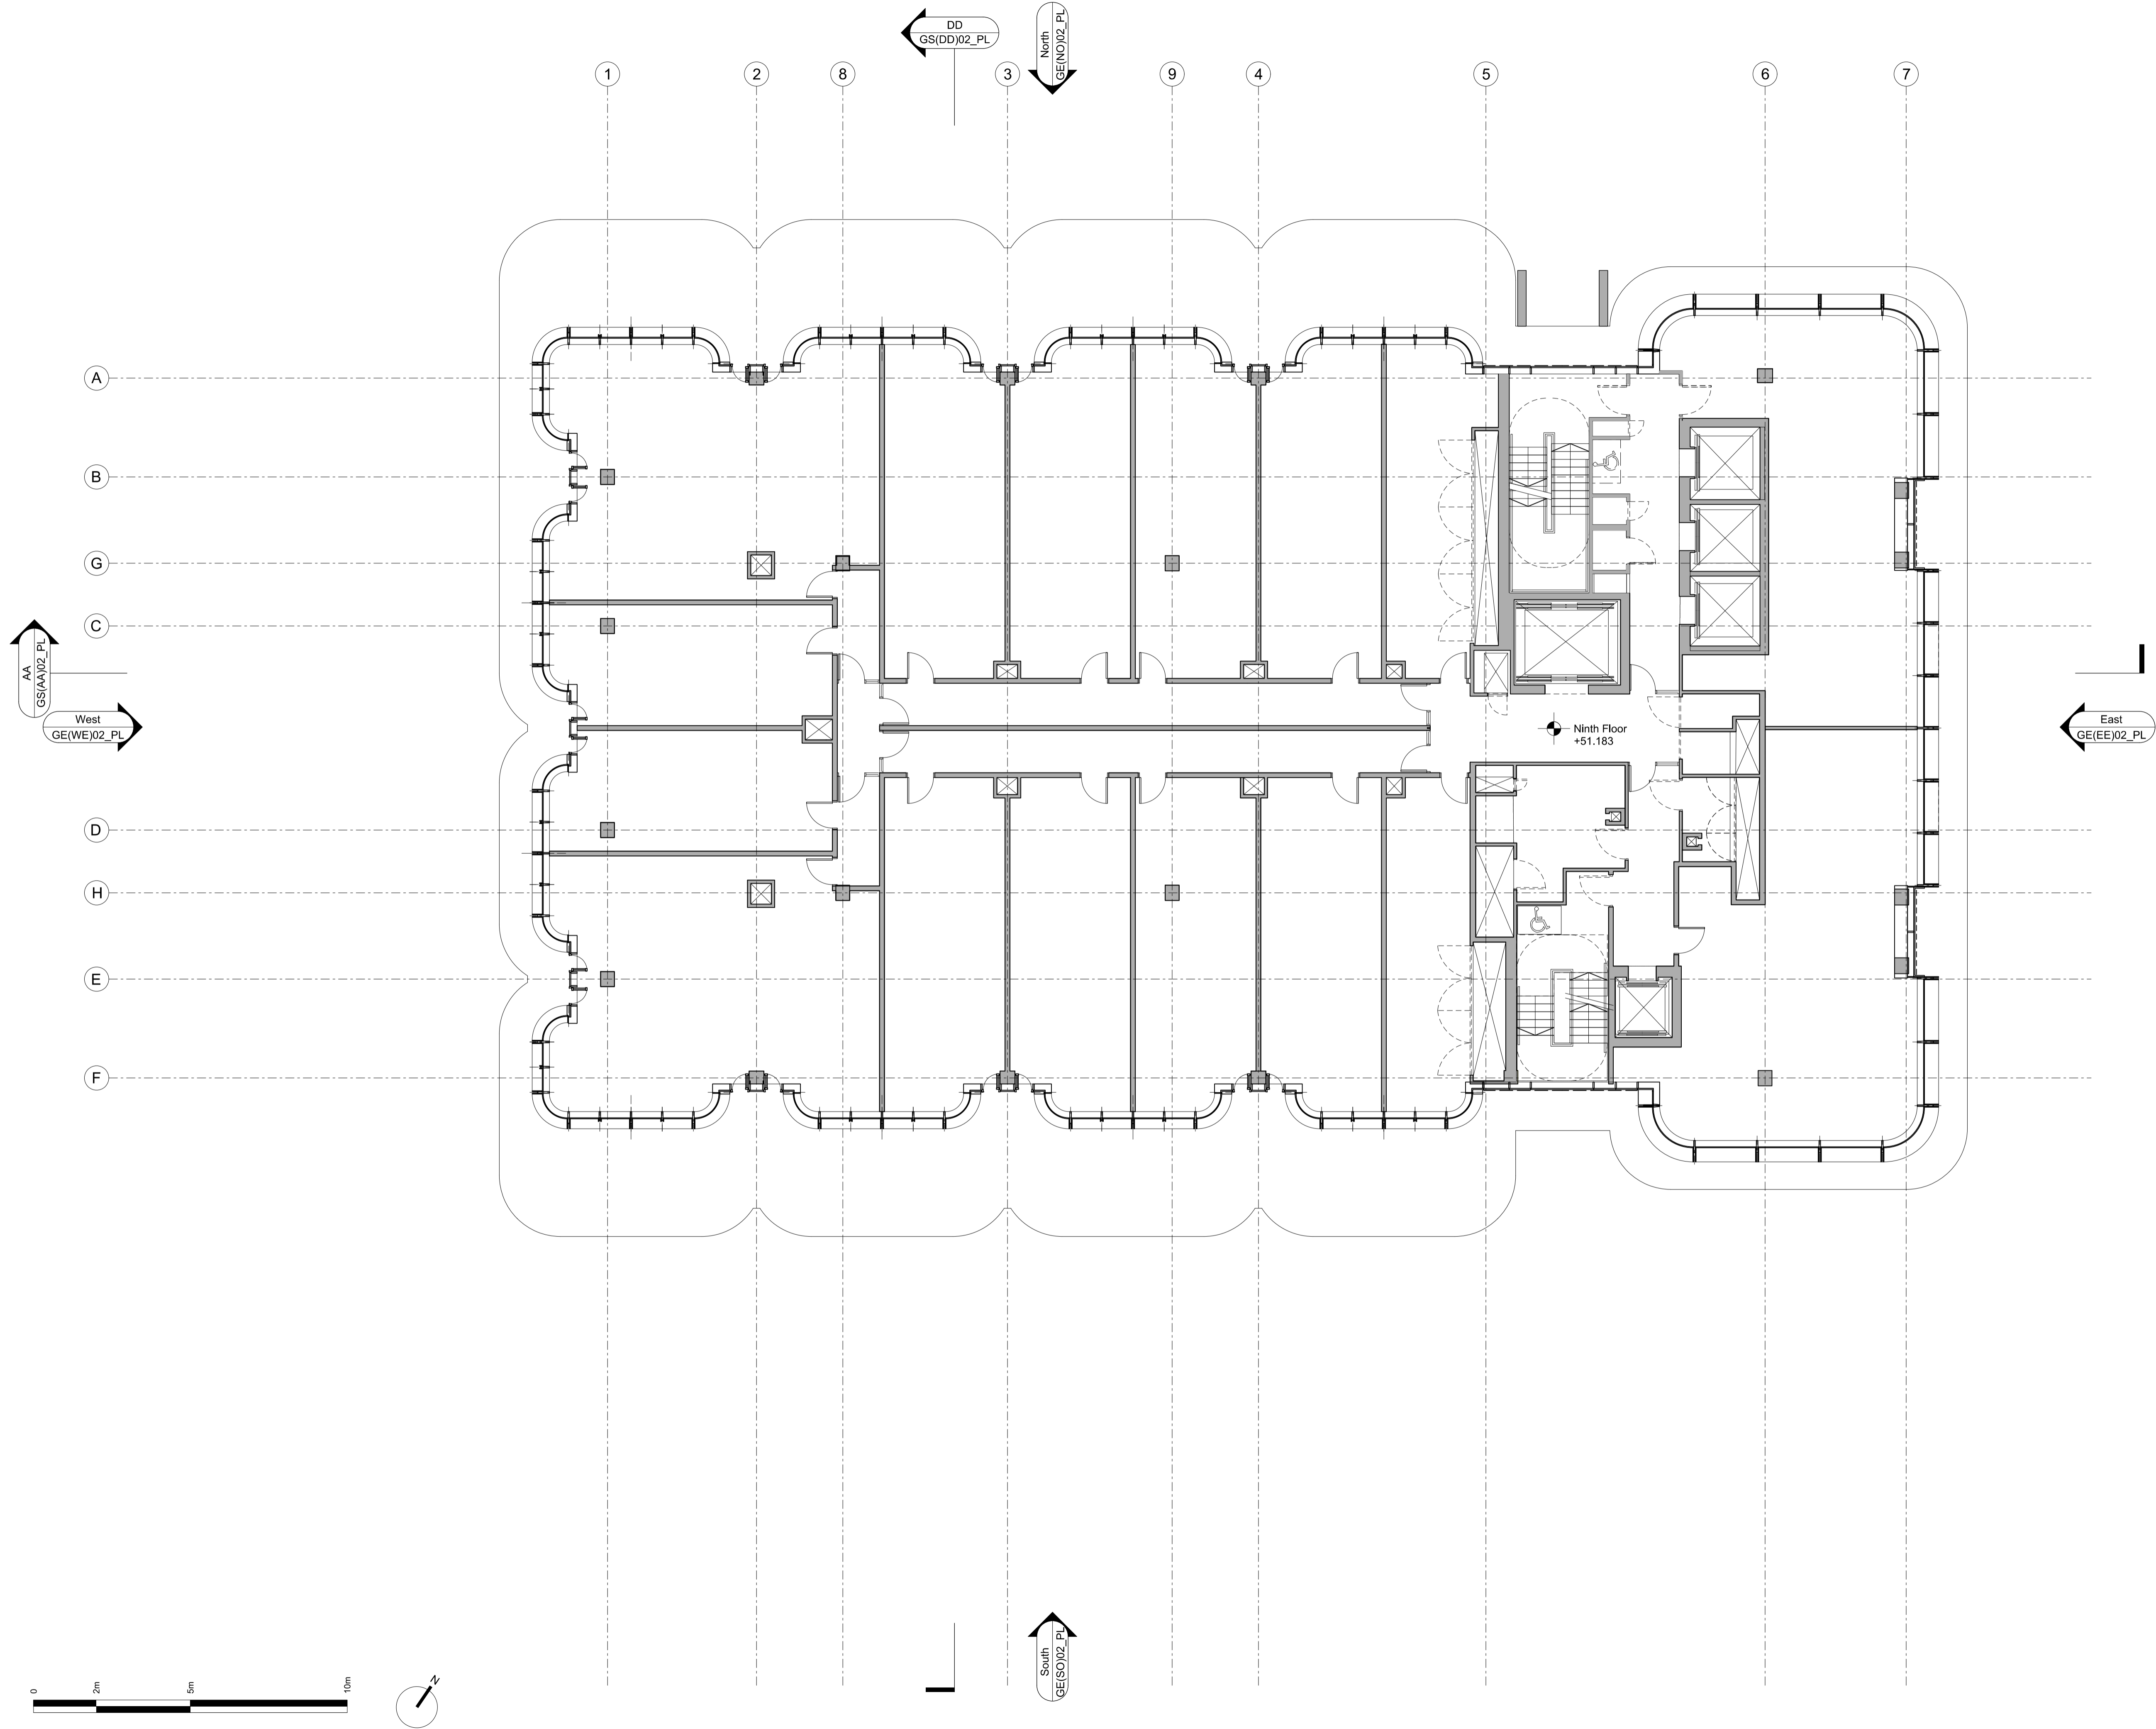 DD
GS(DD)02_PL
North
GE(NO)02_PL
1
2
8
3
9
4
5
6
7
A
B
G
C
D
H
E
F
AA
GS(AA)02_PL
West
GE(WE)02_PL
Ninth Floor
+51.183
East
GE(EE)02_PL
South
GE(SO)02_PL
0
2m
5m
10m
N